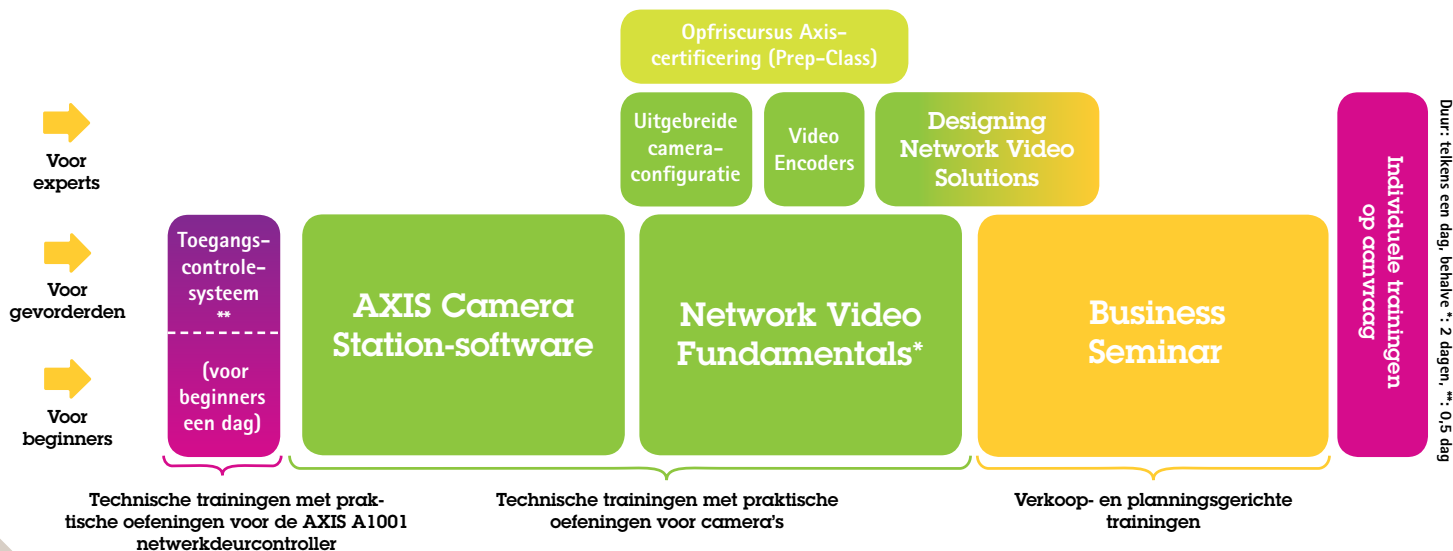 Opfriscursus Axis-
certificering (Prep-Class)
Voor
experts
Uitgebreide
camera-
configuratie
Video
Encoders
Designing
Network Video
Solutions
Voor
gevorderden
Voor
beginners
Toegangs-
controle-
systeem
**
(voor
beginners
een dag)
AXIS Camera
Station-software
Network Video
Fundamentals*
Business
Seminar
Individuele trainingen
op aanvraag
Duur: telkens een dag, behalve *: 2 dagen, **: 0,5 dag
Technische trainingen met prak-
tische oefeningen voor de AXIS A1001
netwerkdeurcontroller
Technische trainingen met praktische
oefeningen voor camera's
Verkoop- en planningsgerichte
trainingen